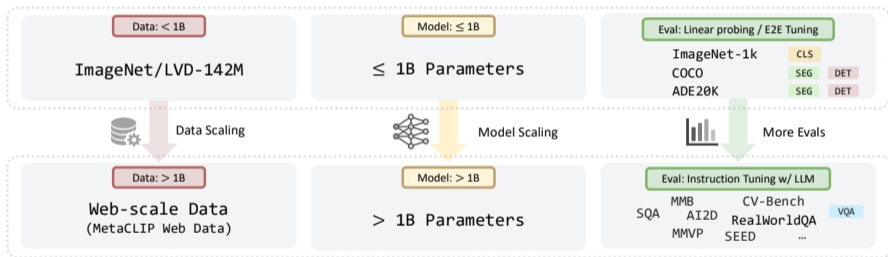 Data: < 1B
ImageNet/LVD-142M
Model: ≤ 1B
≤ 1B Parameters
Eval: Linear probing / E2E Tuning
ImageNet-1k CLS
COCO SEG DET
ADE20K SEG DET
Data Scaling
Model Scaling
More Evals
Data: > 1B
Web-scale Data
(MetaCLIP Web Data)
Model: > 1B
> 1B Parameters
Eval: Instruction Tuning w/ LLM
MMB CV-Bench
SQA AI2D RealWorldQA VQA
MMVP SEED …